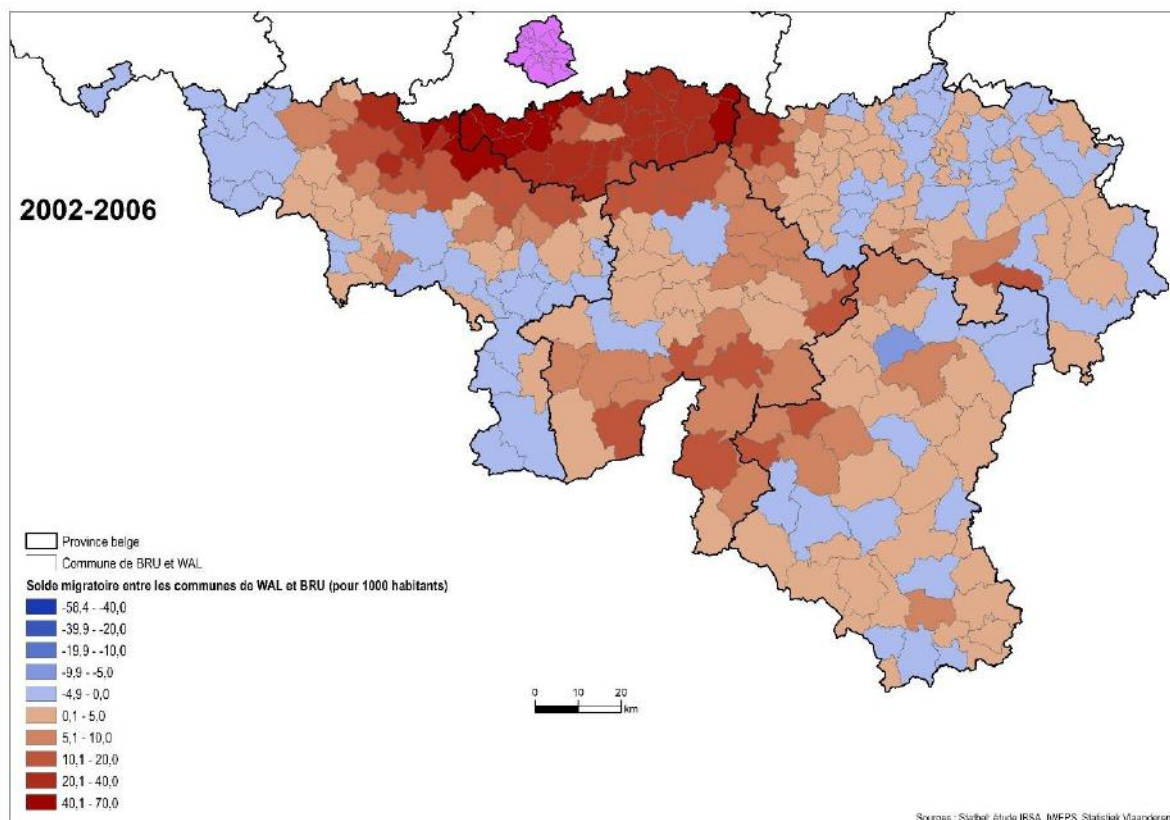 2002-2006
Province belge
Commune de BRU et WAL
Solde migratoire entre les communes de WAL et BRU (pour 1000 habitants)
-58,4 - -40,0
-39,9 - -20,0
-19,9 - -10,0
-9,9 - -5,0
-4,9 - 0,0
0,1 - 5,0
5,1 - 10,0
10,1 - 20,0
20,1 - 40,0
40,1 - 70,0
0 10 20
km
Sources : Statbel; étude IBSA, IWEPS, Statistiek Vlaanderen